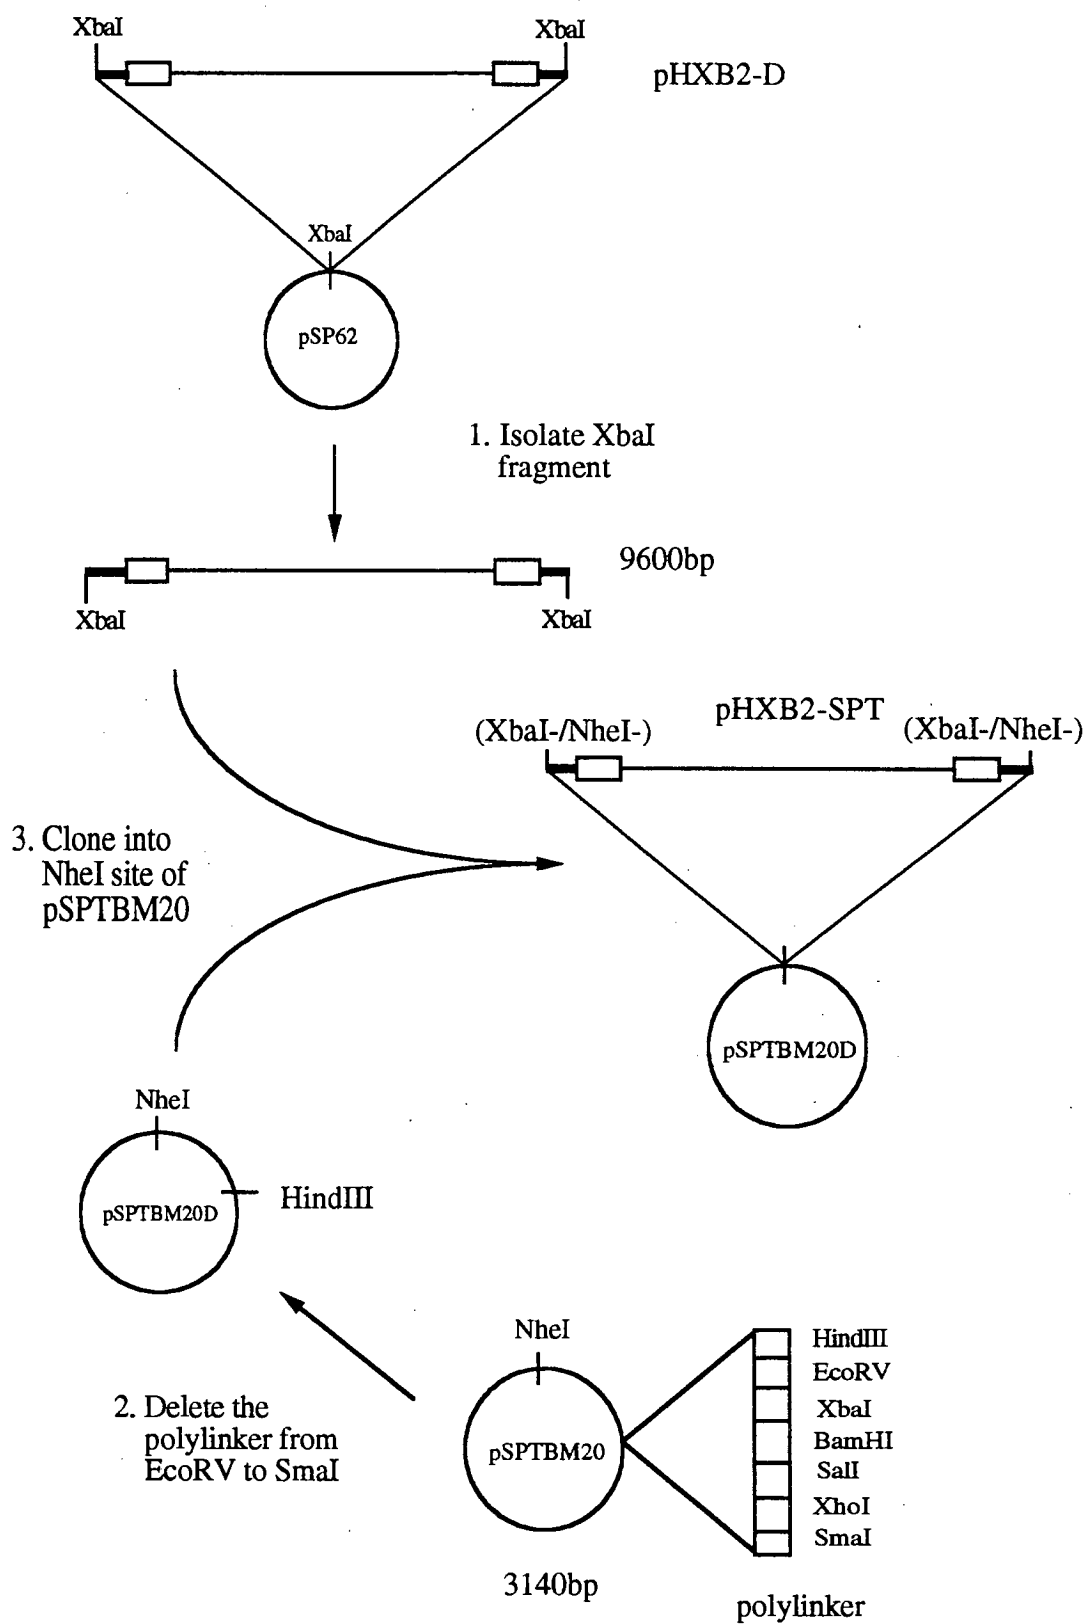 XbaI
XbaI
pHXB2-D
XbaI
pSP62
1. Isolate XbaI
fragment
9600bp
XbaI
XbaI
pHXB2-SPT
(XbaI-/NheI-)
(XbaI-/NheI-)
3. Clone into
NheI site of
pSPTBM20
pSPTBM20D
NheI
HindIII
pSPTBM20D
NheI
HindIII
EcoRV
XbaI
BamHI
SalI
XhoI
SmaI
2. Delete the
polylinker from
EcoRV to SmaI
pSPTBM20
3140bp
polylinker